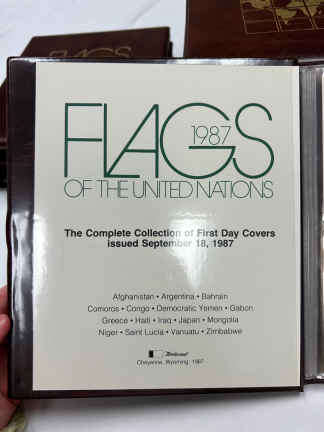 FLAGS
1987
OF THE UNITED NATIONS
The Complete Collection of First Day Covers
issued September 18, 1987
Afghanistan • Argentina • Bahrain
Comoros • Congo • Democratic Yemen • Gabon
Greece • Haiti • Iraq • Japan • Mongolia
Niger • Saint Lucia • Vanuatu • Zimbabwe
Fleetwood
Cheyenne, Wyoming 1987
FLAGS